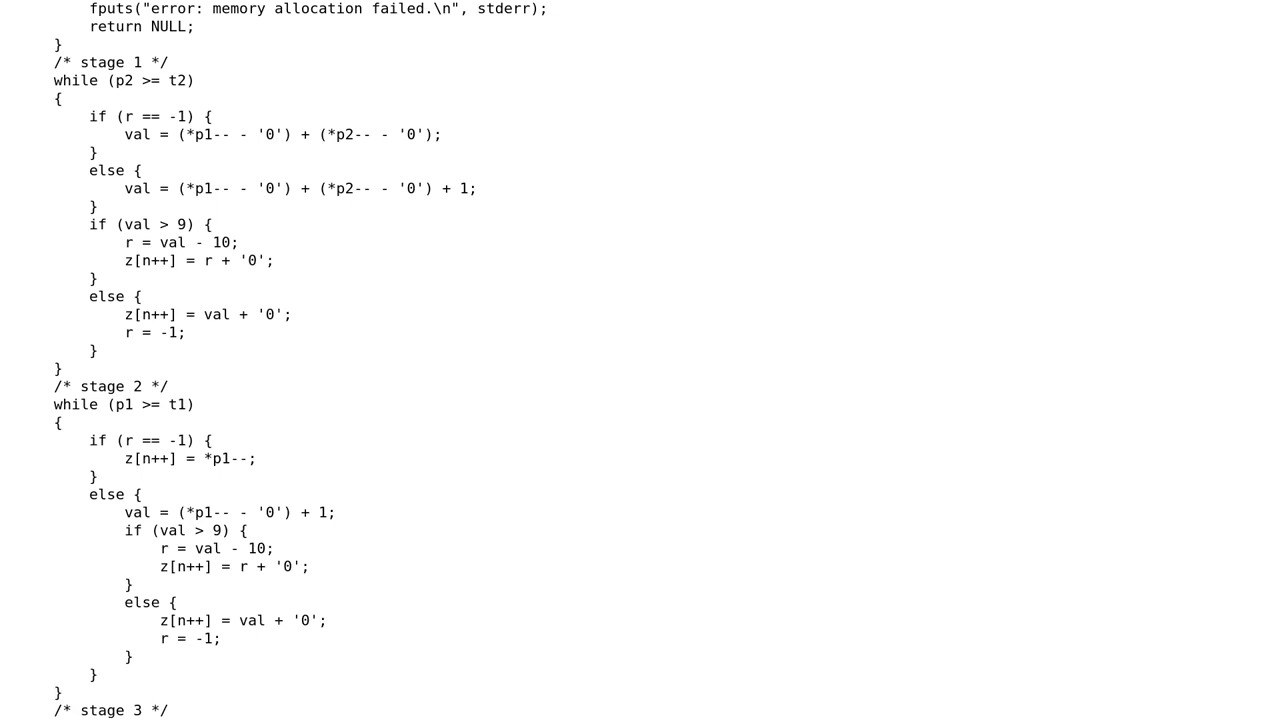 fputs("error: memory allocation failed.\n", stderr);
        return NULL;
    }
    /* stage 1 */
    while (p2 >= t2)
    {
        if (r == -1) {
            val = (*p1-- - '0') + (*p2-- - '0');
        }
        else {
            val = (*p1-- - '0') + (*p2-- - '0') + 1;
        }
        if (val > 9) {
            r = val - 10;
            z[n++] = r + '0';
        }
        else {
            z[n++] = val + '0';
            r = -1;
        }
    }
    /* stage 2 */
    while (p1 >= t1)
    {
        if (r == -1) {
            z[n++] = *p1--;
        }
        else {
            val = (*p1-- - '0') + 1;
            if (val > 9) {
                r = val - 10;
                z[n++] = r + '0';
            }
            else {
                z[n++] = val + '0';
                r = -1;
            }
        }
    }
    /* stage 3 */